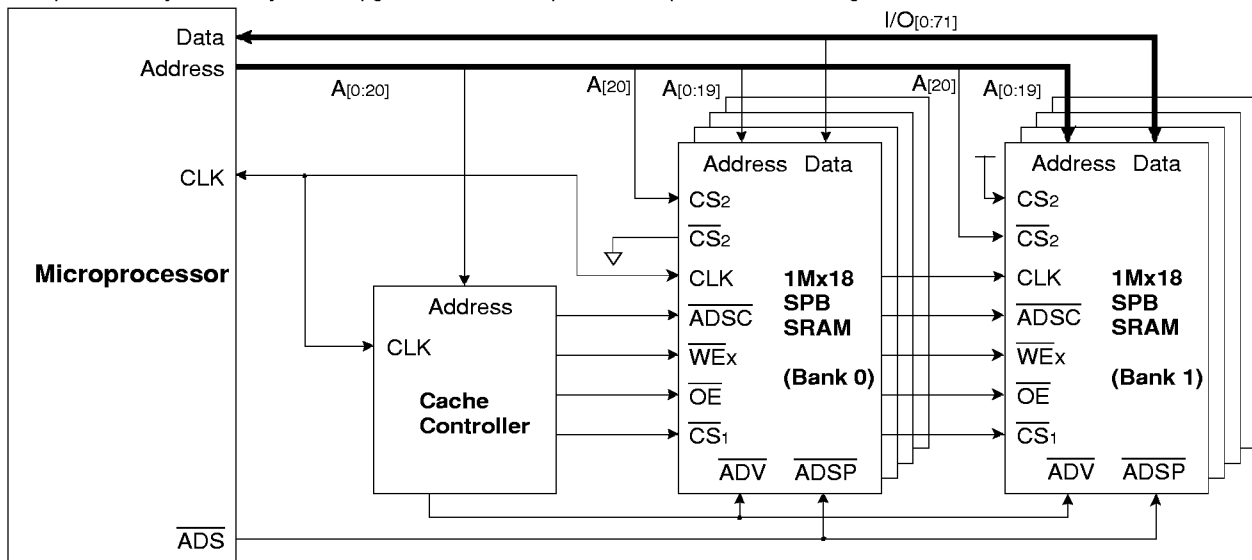 Data
I/O[0:71]
Address
A[0:20]
A[20]
A[0:19]
A[20]
A[0:19]
CLK
Microprocessor
ADS
Address
CLK
Cache
Controller
Address Data
CS2
CS2
CLK
ADSC
WEx
OE
CS1
ADV ADSP
1Mx18
SPB
SRAM
(Bank 0)
Address Data
CS2
CS2
CLK
ADSC
WEx
OE
CS1
ADV ADSP
1Mx18
SPB
SRAM
(Bank 1)